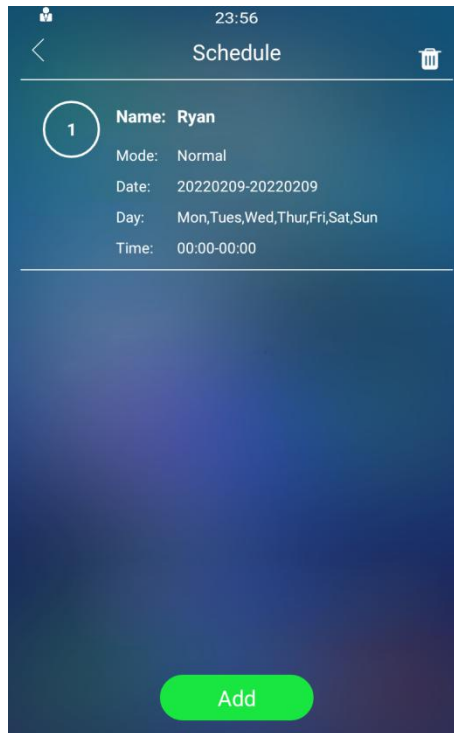 23:56
Schedule
1
Name: Ryan
Mode: Normal
Date: 20220209-20220209
Day: Mon,Tues,Wed,Thur,Fri,Sat,Sun
Time: 00:00-00:00
Add